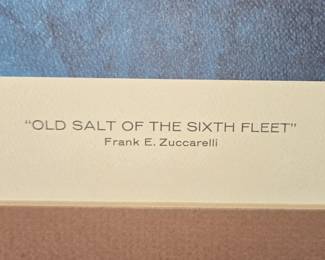 "OLD SALT OF THE SIXTH FLEET"
Frank E. Zuccarelli